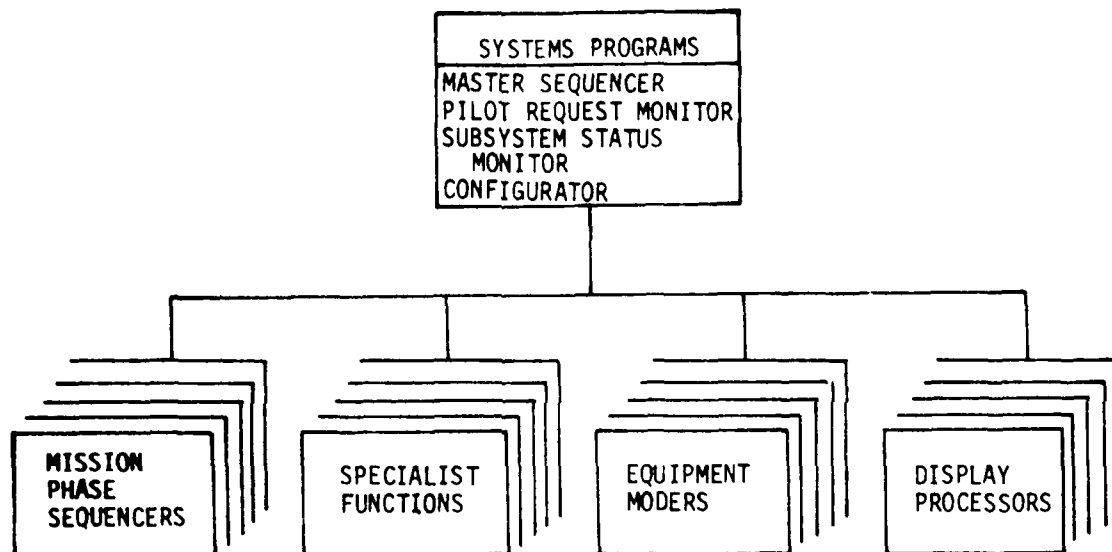 SYSTEMS PROGRAMS
MASTER SEQUENCER
PILOT REQUEST MONITOR
SUBSYSTEM STATUS
MONITOR
CONFIGURATOR
MISSION
PHASE
SEQUENCERS
SPECIALIST
FUNCTIONS
EQUIPMENT
MODERS
DISPLAY
PROCESSORS